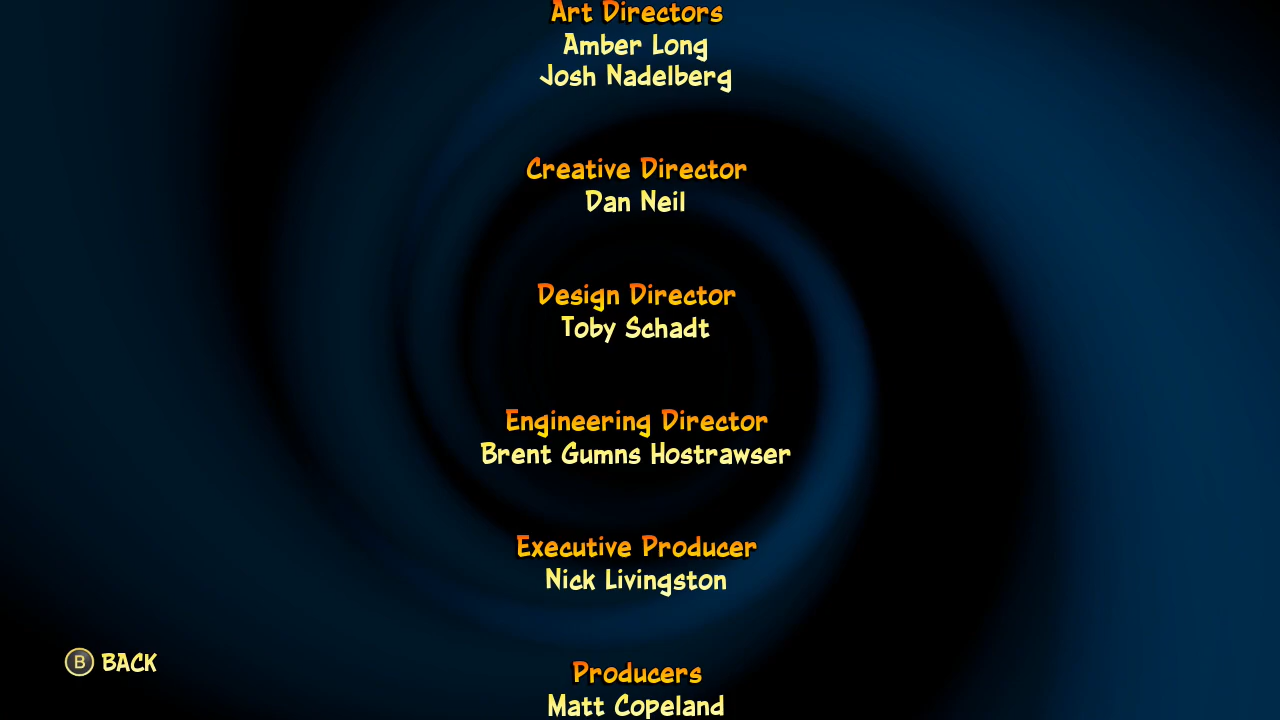 Art Directors
Amber Long
Josh Nadelberg
Creative Director
Dan Neil
Design Director
Toby Schadt
Engineering Director
Brent Gumns Hostrawser
Executive Producer
Nick Livingston
Producers
Matt Copeland
B BACK